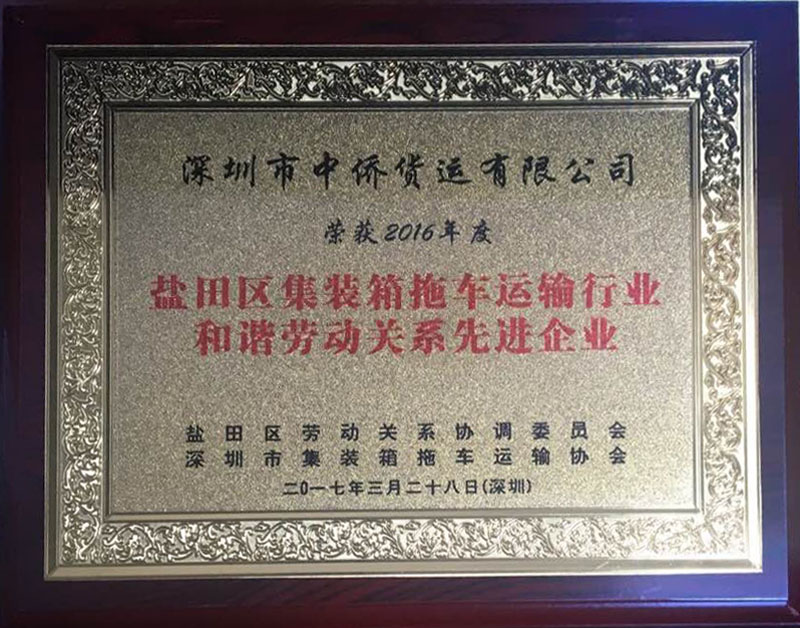 深圳市中侨货运有限公司
荣获2016年度
盐田区集装箱拖车运输行业
和谐劳动关系先进企业
盐田区劳动关系协调委员会
深圳市集装箱拖车运输协会
二0一七年三月二十八日(深圳)